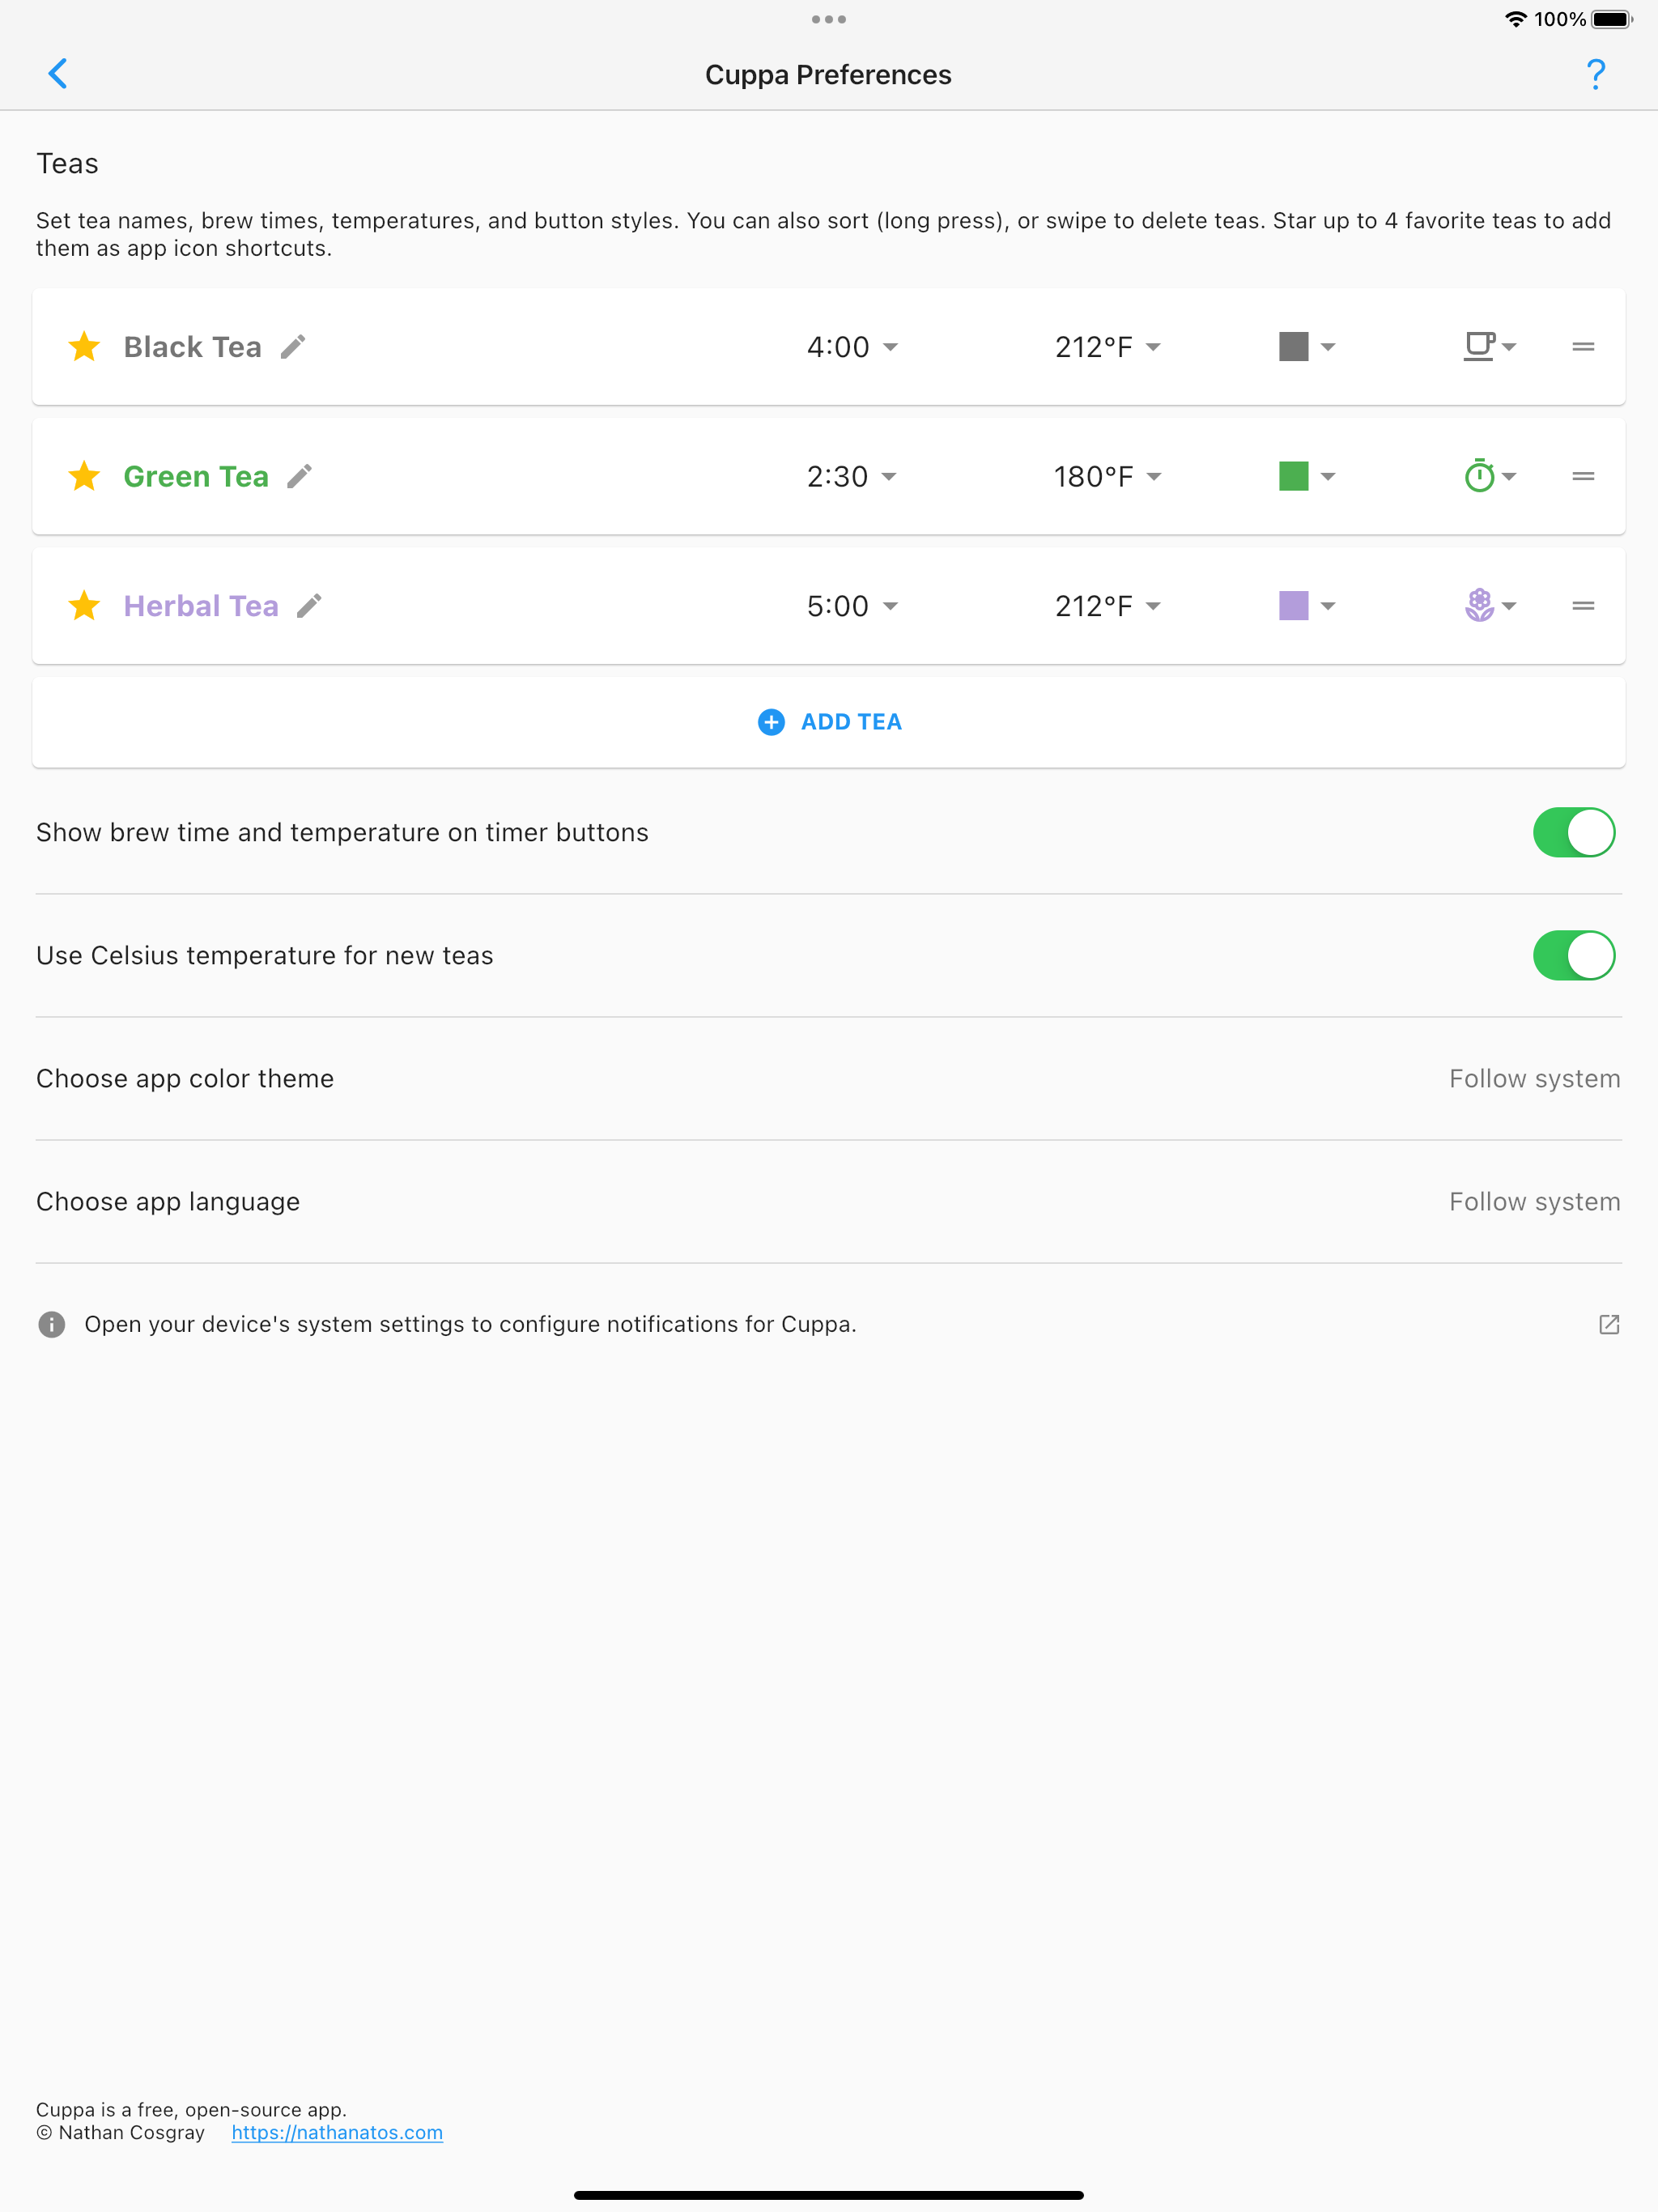 100%
Cuppa Preferences
?
Teas
Set tea names, brew times, temperatures, and button styles. You can also sort (long press), or swipe to delete teas. Star up to 4 favorite teas to add
them as app icon shortcuts.
Black Tea 4:00 212°F
Green Tea 2:30 180°F
Herbal Tea 5:00 212°F
ADD TEA
Show brew time and temperature on timer buttons
Use Celsius temperature for new teas
Choose app color theme Follow system
Choose app language Follow system
Open your device's system settings to configure notifications for Cuppa.
Cuppa is a free, open-source app.
© Nathan Cosgray https://nathanatos.com